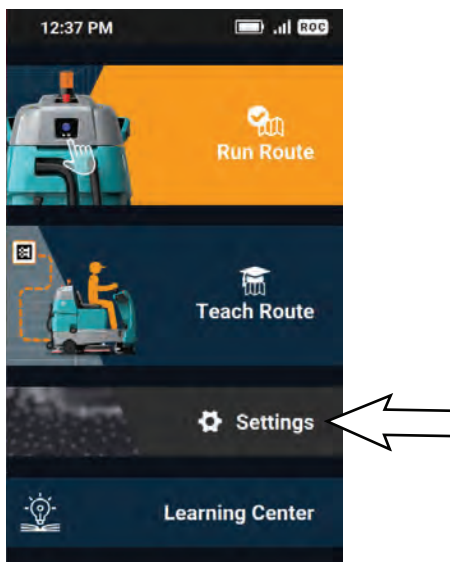 12:37 PM ROC
Run Route
Teach Route
Settings
Learning Center